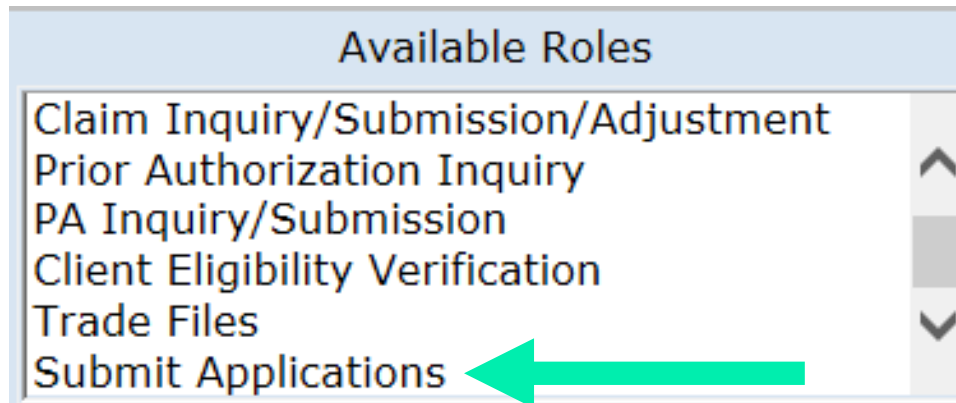 Available Roles
Claim Inquiry/Submission/Adjustment
Prior Authorization Inquiry
PA Inquiry/Submission
Client Eligibility Verification
Trade Files
Submit Applications